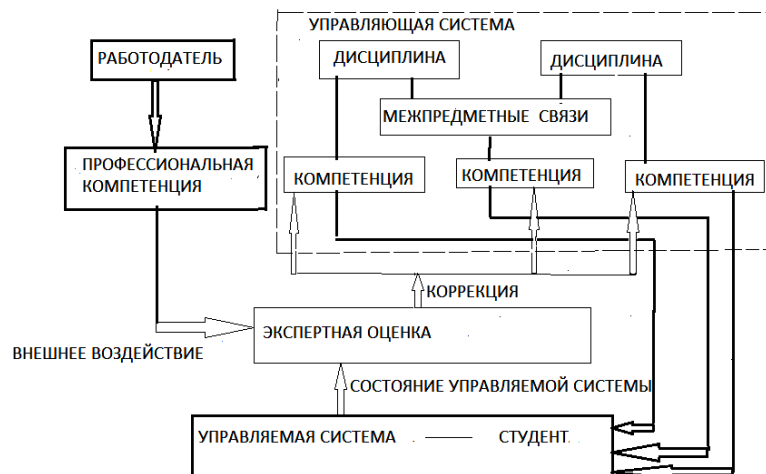 УПРАВЛЯЮЩАЯ СИСТЕМА
РАБОТОДАТЕЛЬ
ДИСЦИПЛИНА
ДИСЦИПЛИНА
МЕЖПРЕДМЕТНЫЕ СВЯЗИ
ПРОФЕССИОНАЛЬНАЯ
КОМПЕТЕНЦИЯ
КОМПЕТЕНЦИЯ
КОМПЕТЕНЦИЯ
КОМПЕТЕНЦИЯ
КОРРЕКЦИЯ
ЭКСПЕРТНАЯ ОЦЕНКА
ВНЕШНЕЕ ВОЗДЕЙСТВИЕ
СОСТОЯНИЕ УПРАВЛЯЕМОЙ СИСТЕМЫ
УПРАВЛЯЕМАЯ СИСТЕМА —— СТУДЕНТ